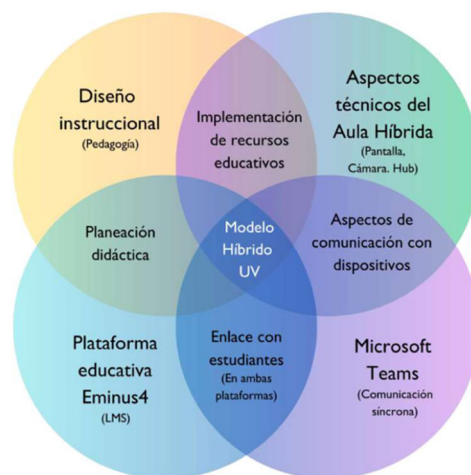 Diseño
instruccional
(Pedagogía)
Implementación
de recursos
educativos
Aspectos
técnicos del
Aula Híbrida
(Pantalla,
Cámara. Hub)
Planeación
didáctica
Modelo
Híbrido
UV
Aspectos de
comunicación con
dispositivos
Plataforma
educativa
Eminus4
(LMS)
Enlace con
estudiantes
(En ambas
plataformas)
Microsoft
Teams
(Comunicación
síncrona)